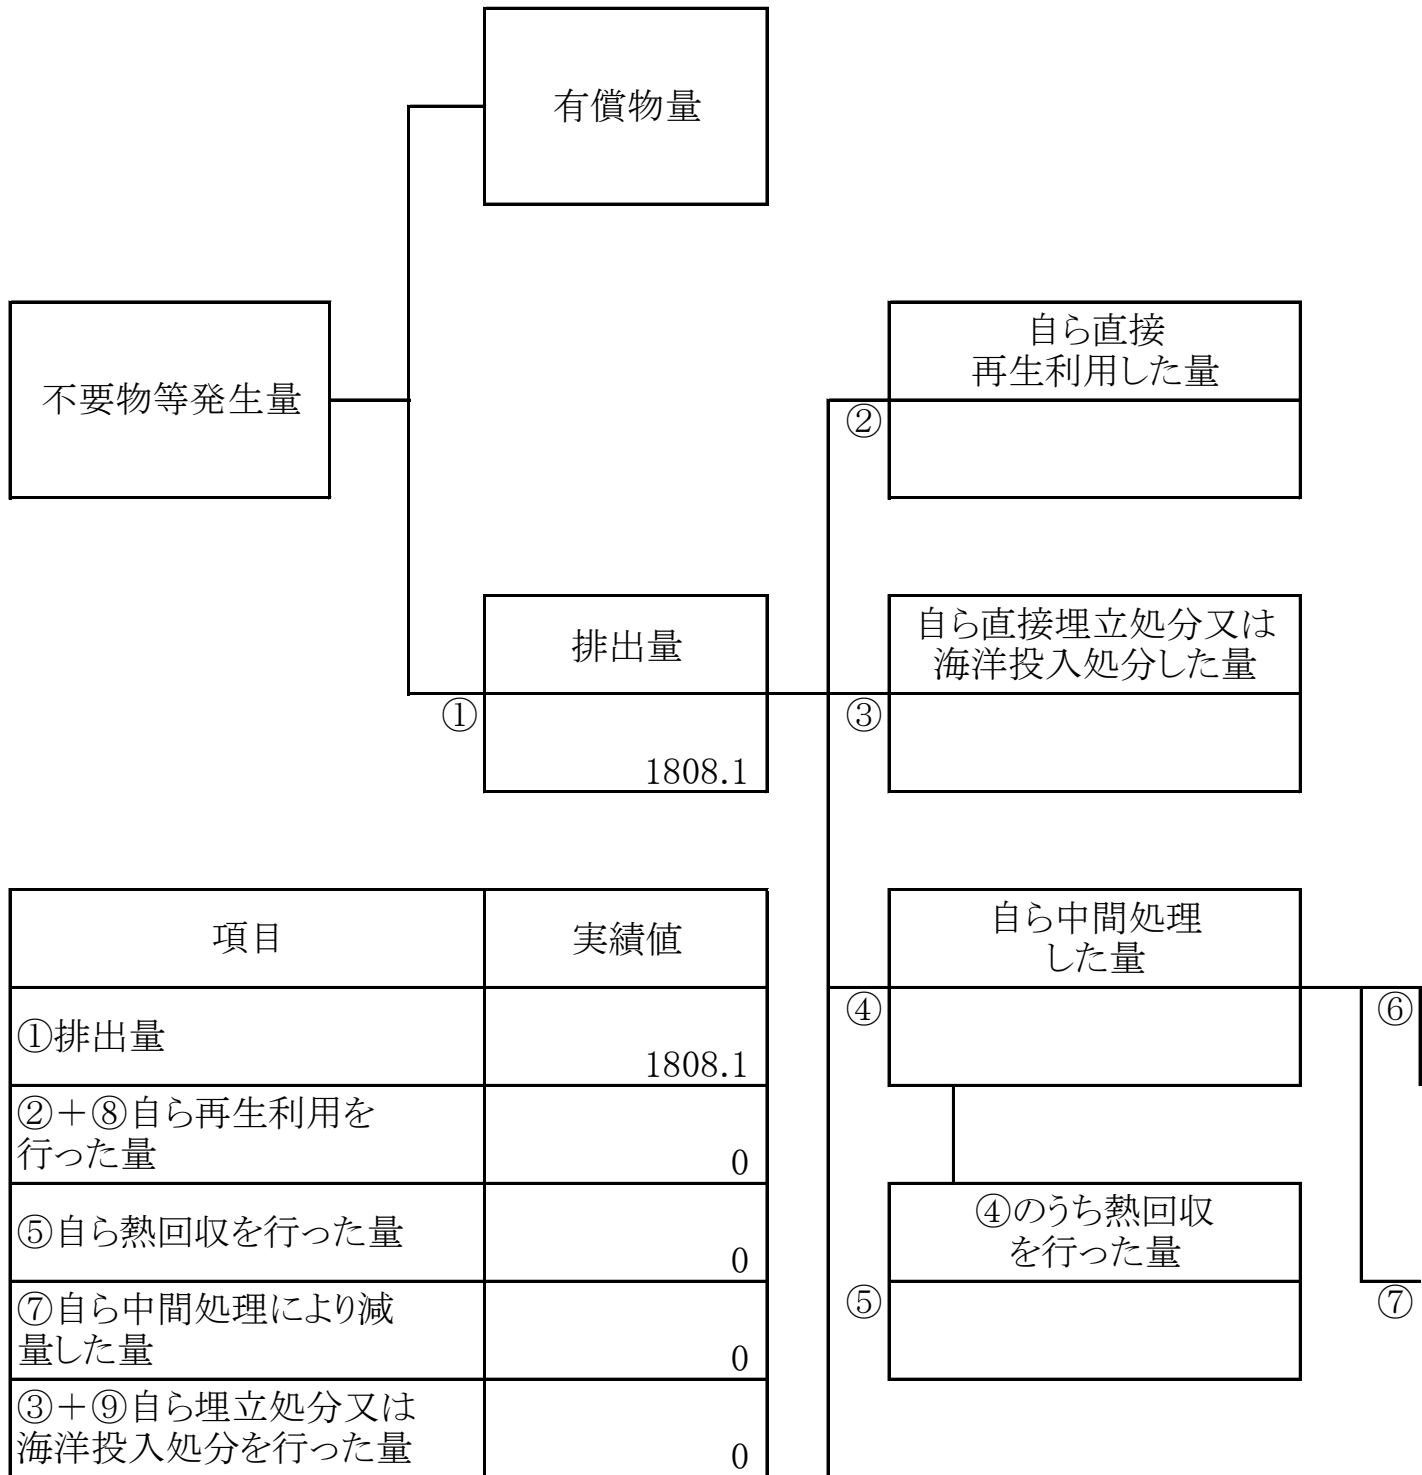 有償物量
不要物等発生量
自ら直接
再生利用した量
②
排出量
①
1808.1
自ら直接埋立処分又は
海洋投入処分した量
③
項目
実績値
①排出量
1808.1
②+⑧自ら再生利用を
行った量
0
⑤自ら熱回収を行った量
0
⑦自ら中間処理により減
量した量
0
③+⑨自ら埋立処分又は
海洋投入処分を行った量
0
自ら中間処理
した量
④
⑥
④のうち熱回収
を行った量
⑤
⑦